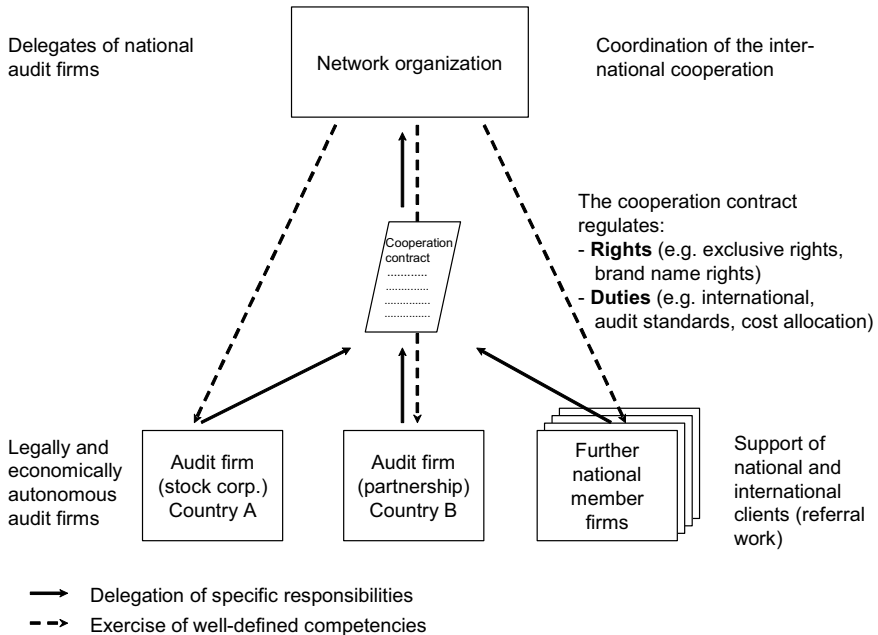 Delegates of national
audit firms
Network organization
Coordination of the inter-
national cooperation
Cooperation
contract
.............
..............
..............
..............
The cooperation contract
regulates:
- Rights (e.g. exclusive rights,
brand name rights)
- Duties (e.g. international,
audit standards, cost allocation)
Legally and
economically
autonomous
audit firms
Audit firm
(stock corp.)
Country A
Audit firm
(partnership)
Country B
Further
national
member
firms
Support of
national and
international
clients (referral
work)
Delegation of specific responsibilities
Exercise of well-defined competencies